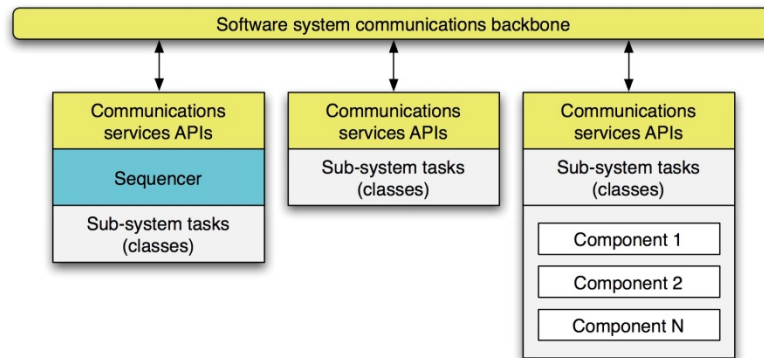 Software system communications backbone
Communications
services APIs
Sequencer
Sub-system tasks
(classes)
Communications
services APIs
Sub-system tasks
(classes)
Communications
services APIs
Sub-system tasks
(classes)
Component 1
Component 2
Component N